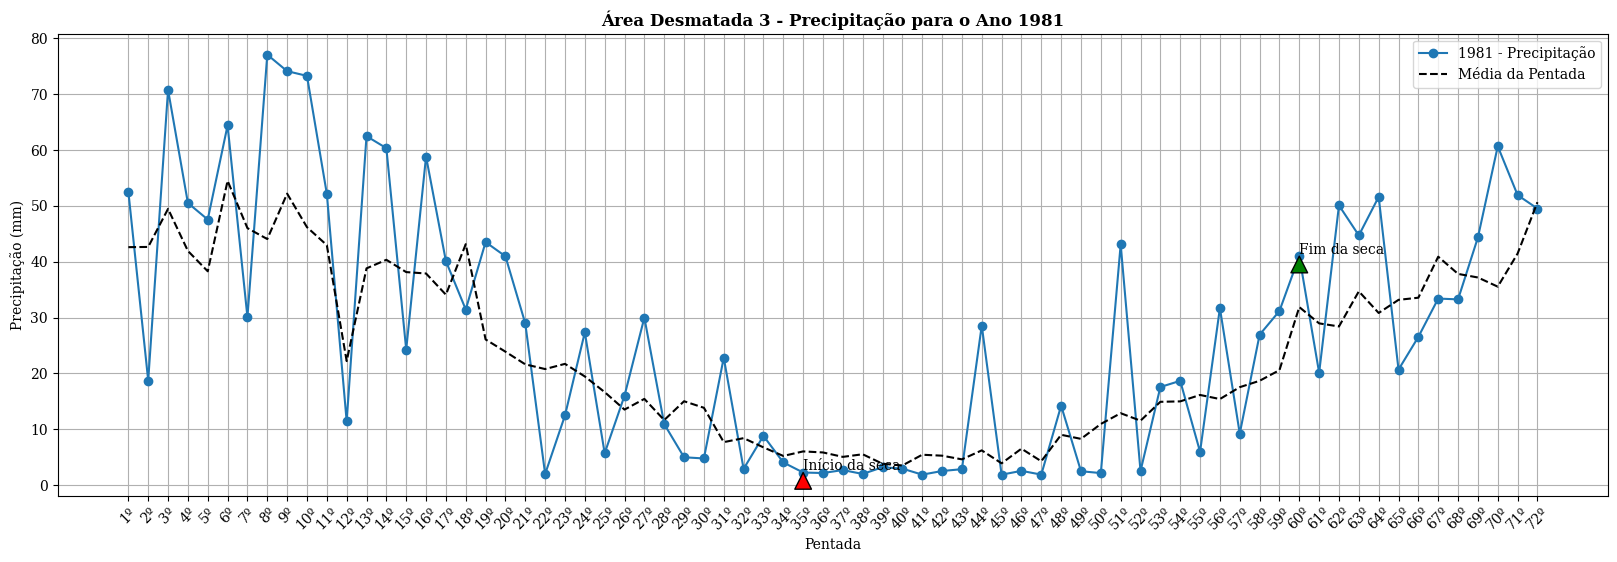 Área Desmatada 3 - Precipitação para o Ano 1981
1981 - Precipitação
Média da Pentada
Precipitação (mm)
80
70
60
50
40
30
20
10
0
Fim da seca
Início da seca
1º 2º 3º 4º 5º 6º 7º 8º 9º 10º 11º 12º 13º 14º 15º 16º 17º 18º 19º 20º 21º 22º 23º 24º 25º 26º 27º 28º 29º 30º 31º 32º 33º 34º 35º 36º 37º 38º 39º 40º 41º 42º 43º 44º 45º 46º 47º 48º 49º 50º 51º 52º 53º 54º 55º 56º 57º 58º 59º 60º 61º 62º 63º 64º 65º 66º 67º 68º 69º 70º 71º 72º
Pentada